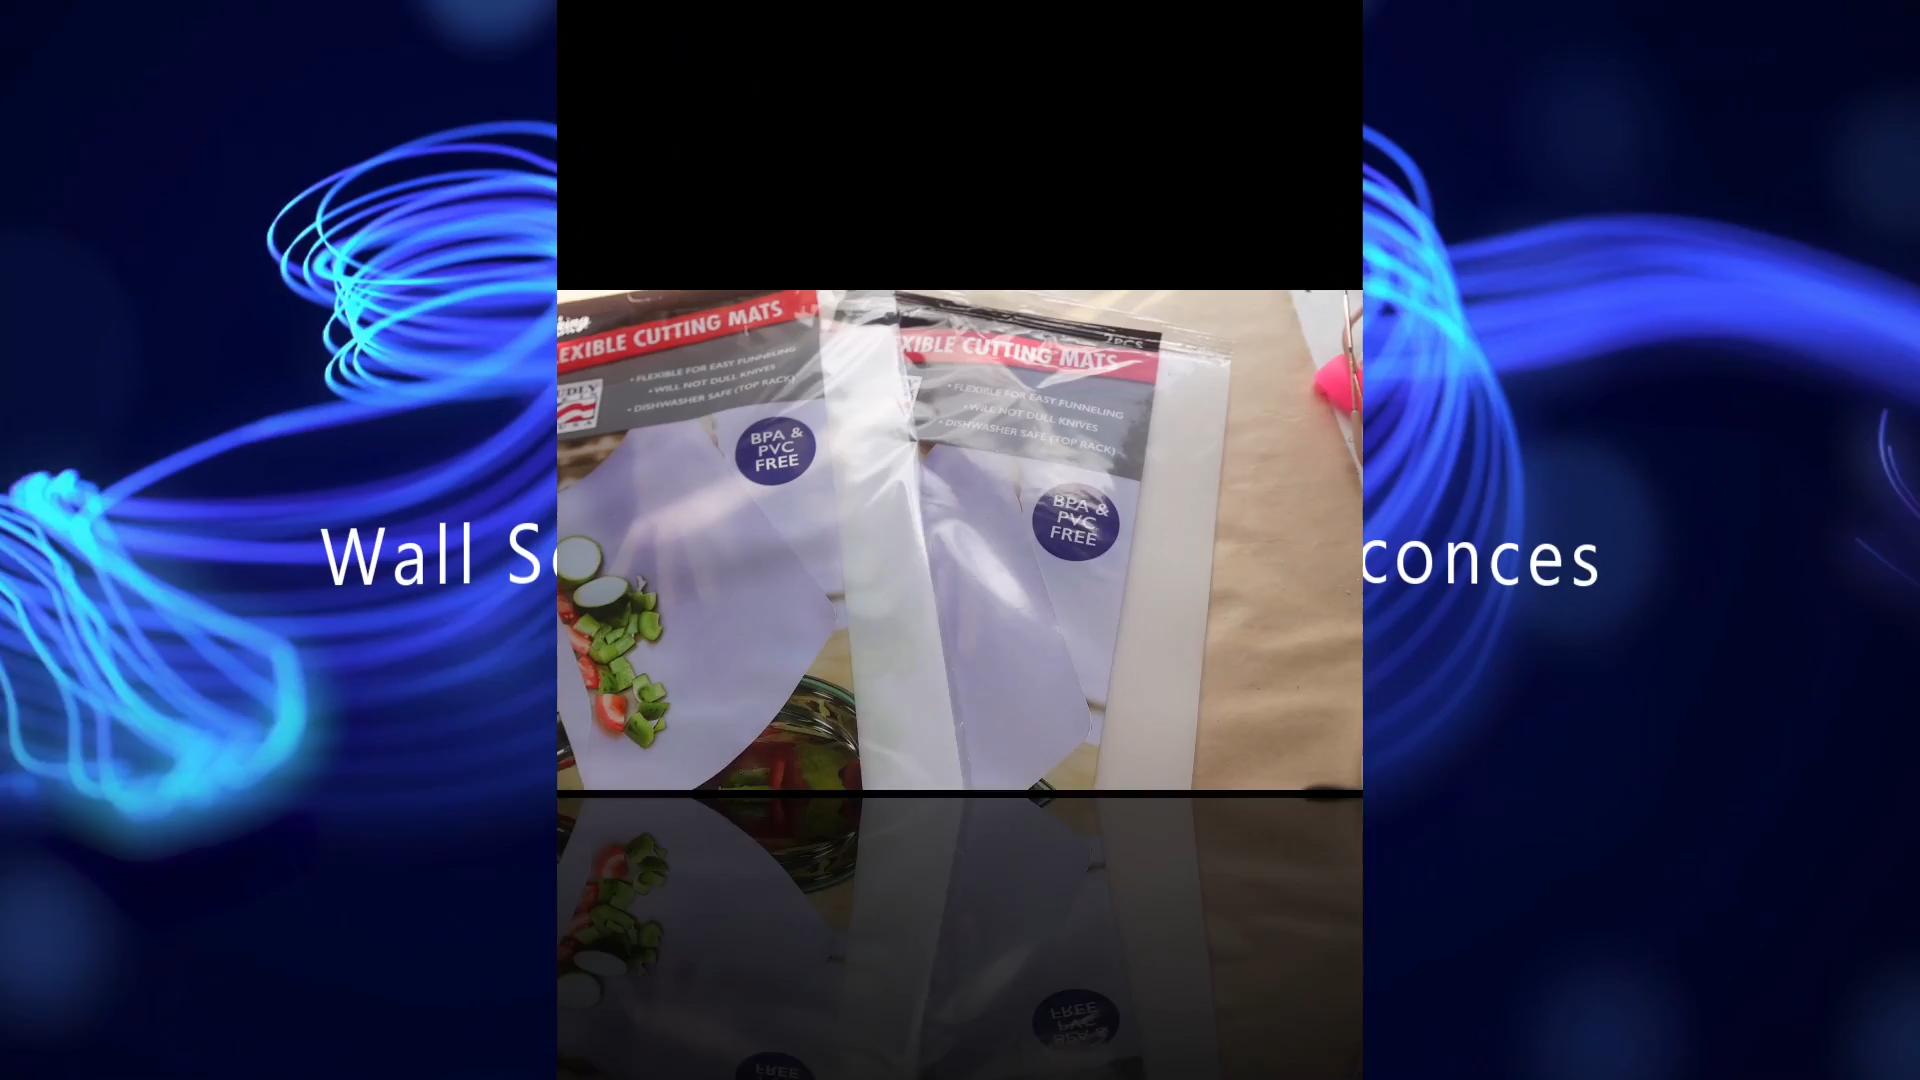 Wall S
conces
EXIBLE CUTTING MATS
• FLEXIBLE FOR EASY FUNNELING
• WILL NOT DULL KNIVES
• DISHWASHER SAFE (TOP RACK)
BPA &
PVC
FREE
2PCS
XIBLE CUTTING MATS
• FLEXIBLE FOR EASY FUNNELING
• WILL NOT DULL KNIVES
• DISHWASHER SAFE (TOP RACK)
BPA &
PVC
FREE